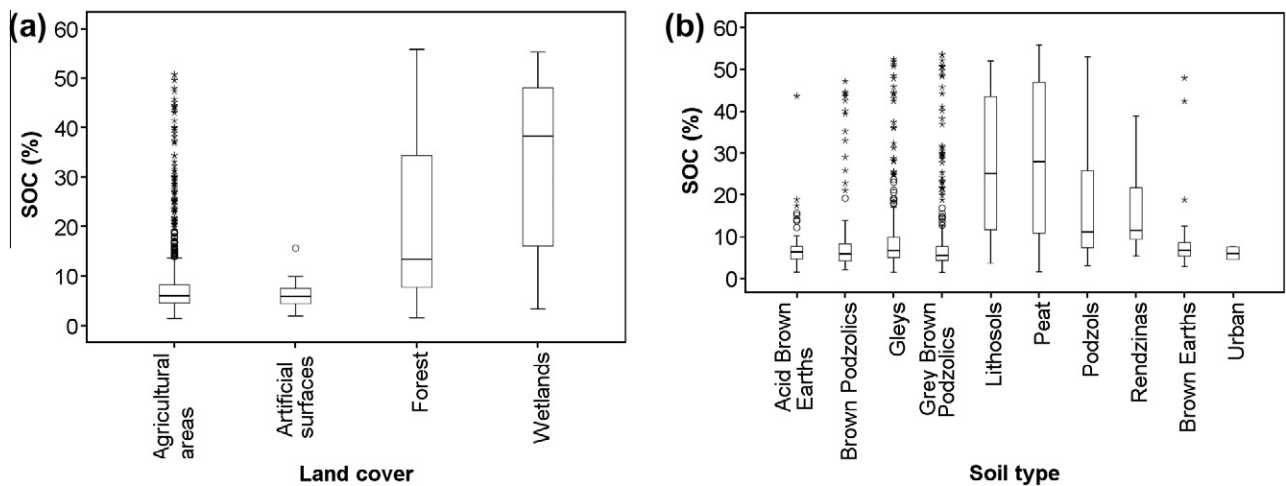 (a)
60
50
40
30
20
10
0
SOC (%)
Agricultural
areas
Artificial
surfaces
Forest
Wetlands
Land cover
(b)
60
50
40
30
20
10
0
SOC (%)
Acid Brown
Earths
Brown Podzolics
Gleys
Grey Brown
Podzolics
Lithosols
Peat
Podzols
Rendzinas
Brown Earths
Urban
Soil type